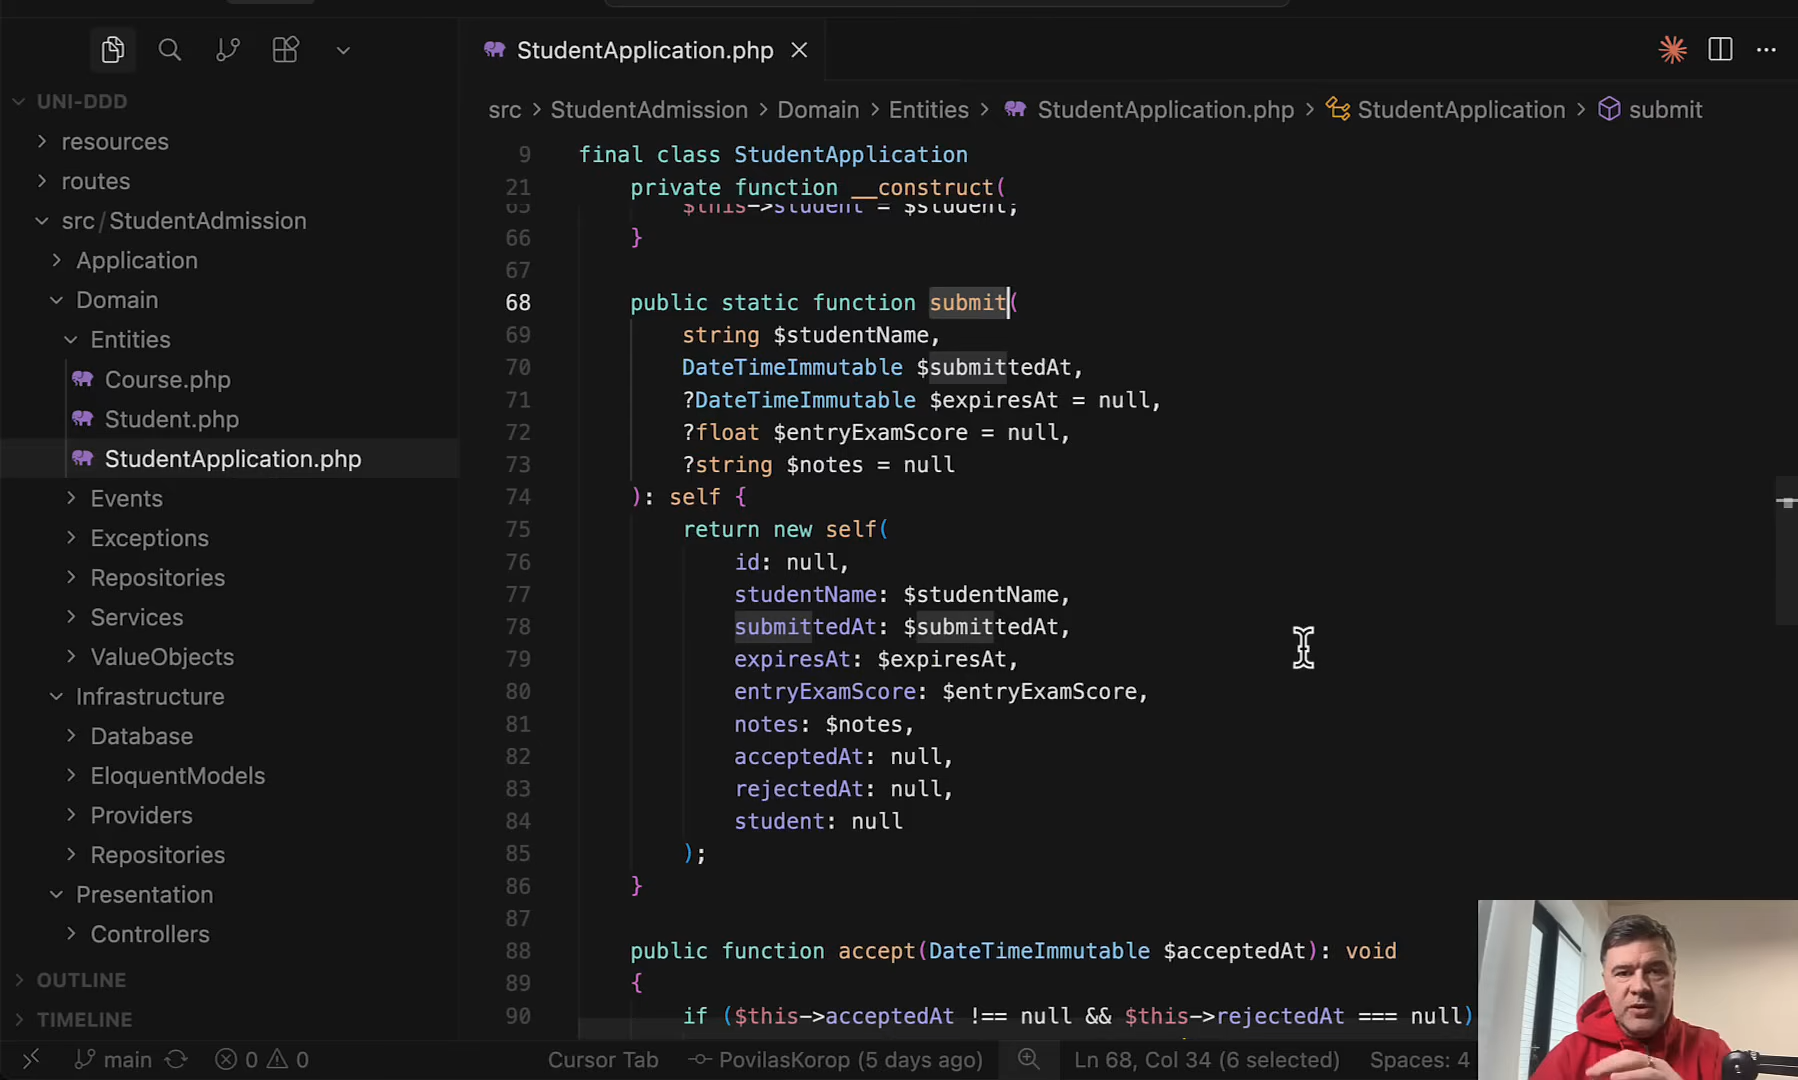 StudentApplication.php
UNI-DDD
resources
routes
src/StudentAdmission
Application
Domain
Entities
Course.php
Student.php
StudentApplication.php
Events
Exceptions
Repositories
Services
ValueObjects
Infrastructure
Database
EloquentModels
Providers
Repositories
Presentation
Controllers
OUTLINE
TIMELINE
src > StudentAdmission > Domain > Entities > StudentApplication.php > StudentApplication > submit
9 final class StudentApplication
21 private function __construct(
65 $this->student = $student;
66 }
67
68 public static function submit(
69 string $studentName,
70 DateTimeImmutable $submittedAt,
71 ?DateTimeImmutable $expiresAt = null,
72 ?float $entryExamScore = null,
73 ?string $notes = null
74 ): self {
75 return new self(
76 id: null,
77 studentName: $studentName,
78 submittedAt: $submittedAt,
79 expiresAt: $expiresAt,
80 entryExamScore: $entryExamScore,
81 notes: $notes,
82 acceptedAt: null,
83 rejectedAt: null,
84 student: null
85 );
86 }
87
88 public function accept(DateTimeImmutable $acceptedAt): void
89 {
90 if ($this->acceptedAt !== null && $this->rejectedAt === null)
main 0 0 Cursor Tab PovilasKorop (5 days ago) Ln 68, Col 34 (6 selected) Spaces: 4